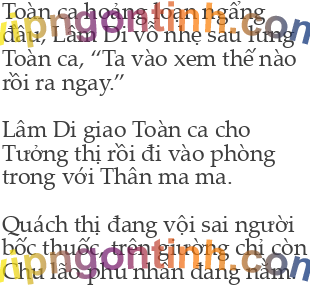 Toàn ca hoảng loạn ngẩng
đầu, Lâm Di vỗ nhẹ sau lưng
Toàn ca, “Ta vào xem thế nào
rồi ra ngay.”
Lâm Di giao Toàn ca cho
Tưởng thị rồi đi vào phòng
trong với Thân ma ma.
Quách thị đang vội sai người
bốc thuốc, trên giường chỉ còn
Chu lão phu nhân đang nằm